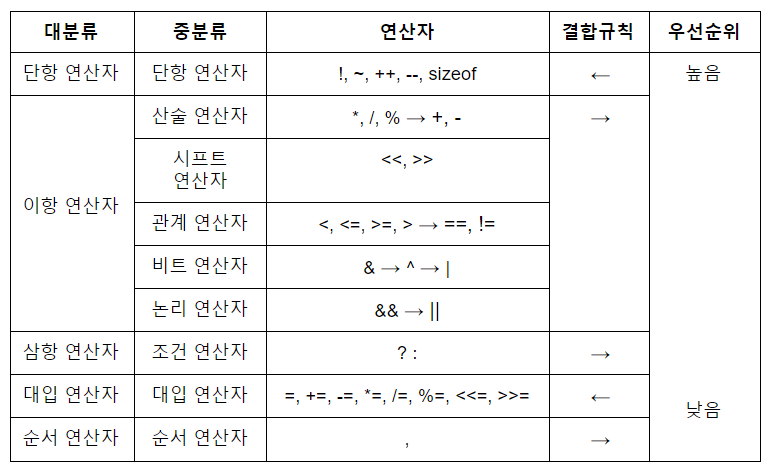 대분류 중분류 연산자 결합규칙 우선순위
단항 연산자 단항 연산자 !, ~, ++, --, sizeof ← 높음
이항 연산자 산술 연산자 *, /, % → +, - →
시프트
연산자 <<, >>
관계 연산자 <, <=, >=, > → ==, !=
비트 연산자 & → ^ → |
논리 연산자 && → ||
삼항 연산자 조건 연산자 ? : →
대입 연산자 대입 연산자 =, +=, -=, *=, /=, %=, <<=, >>= ← 낮음
순서 연산자 순서 연산자 , →